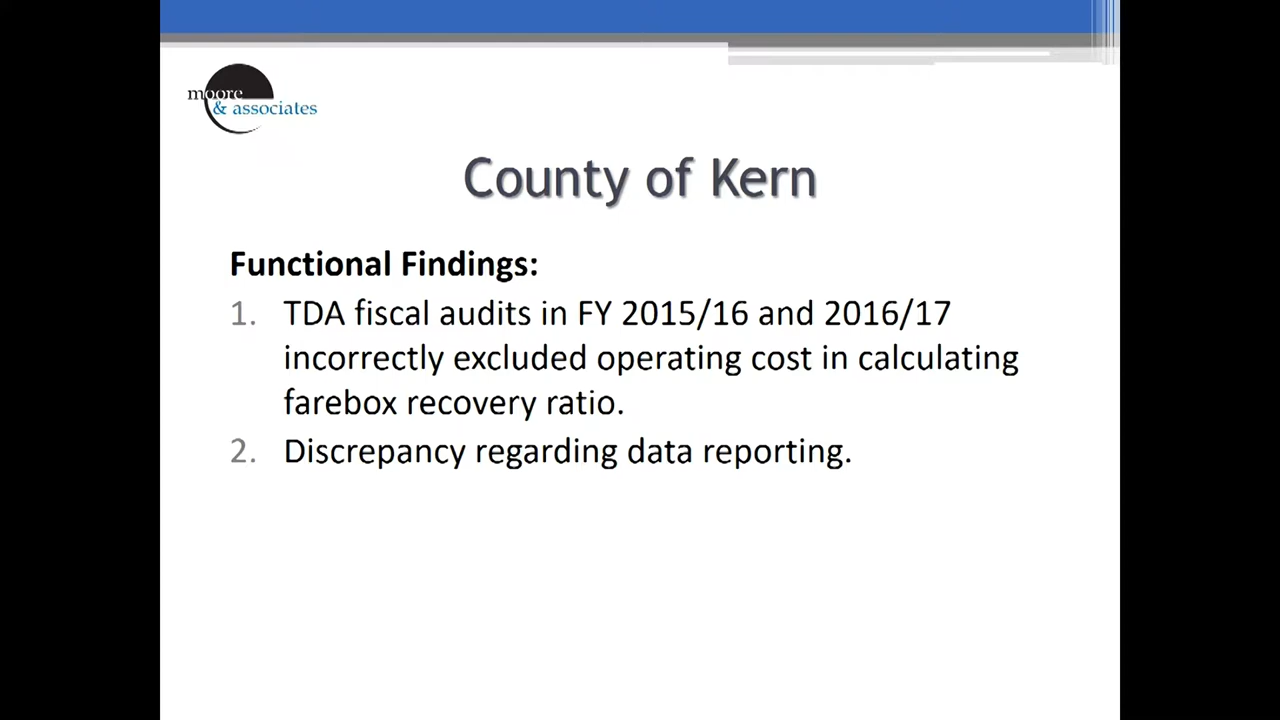 moore
& associates
County of Kern
Functional Findings:
1. TDA fiscal audits in FY 2015/16 and 2016/17
incorrectly excluded operating cost in calculating
farebox recovery ratio.
2. Discrepancy regarding data reporting.